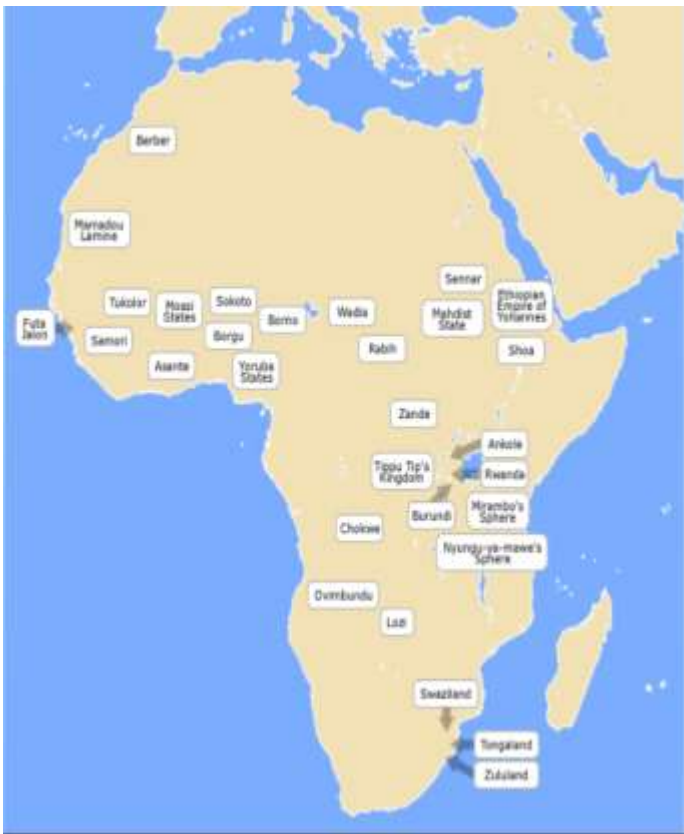 Berber
Mamadou
Lamine
Sennar
Ethiopian
Empire of
Yohannes
Tukolor
Mossi
States
Sokoto
Borno
Wadia
Mahdist
State
Futa
Jalon
Samori
Borgu
Rabih
Shoa
Asante
Yoruba
States
Zande
Ankole
Tippu Tip's
Kingdom
Rwanda
Burundi
Mirambo's
Sphere
Chokwe
Nyungu-ya-mawe's
Sphere
Ovimbundu
Lozi
Swaziland
Tongaland
Zululand